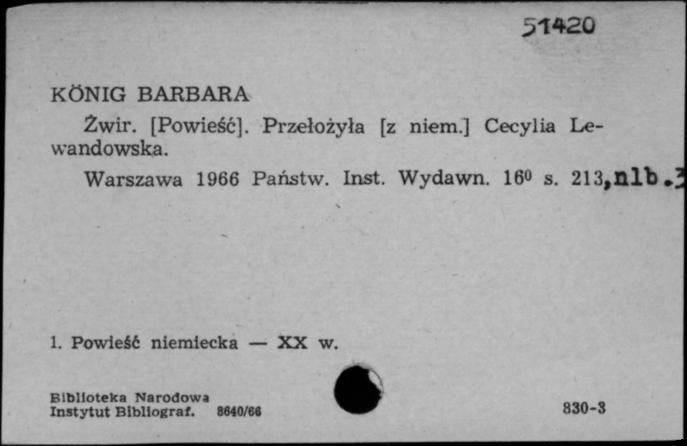 51420
KÖNIG BARBARA
Żwir. [Powieść]. Przełożyła [z niem.] Cecylia Le-
wandowska.
Warszawa 1966 Państw. Inst. Wydawn. 16⁰ s. 213,nlb.3
1. Powieść niemiecka — XX w.
Biblioteka Narodowa
Instytut Bibliograf. 8640/66
830-3